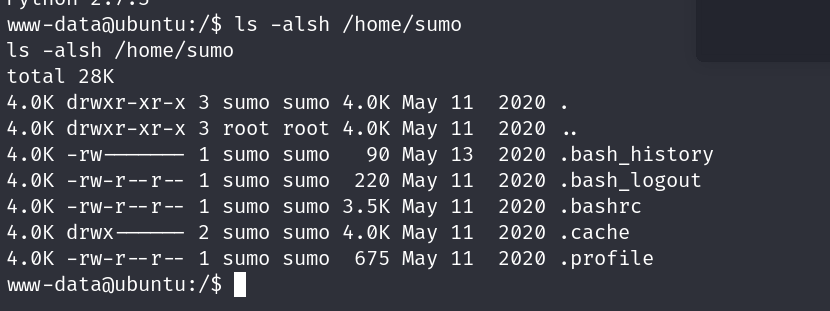 Python 2.7.3
www-data@ubuntu:/$ ls -alsh /home/sumo
ls -alsh /home/sumo
total 28K
4.0K drwxr-xr-x 3 sumo sumo 4.0K May 11  2020 .
4.0K drwxr-xr-x 3 root root 4.0K May 11  2020 ..
4.0K -rw------- 1 sumo sumo   90 May 13  2020 .bash_history
4.0K -rw-r--r-- 1 sumo sumo  220 May 11  2020 .bash_logout
4.0K -rw-r--r-- 1 sumo sumo 3.5K May 11  2020 .bashrc
4.0K drwx------ 2 sumo sumo 4.0K May 11  2020 .cache
4.0K -rw-r--r-- 1 sumo sumo  675 May 11  2020 .profile
www-data@ubuntu:/$